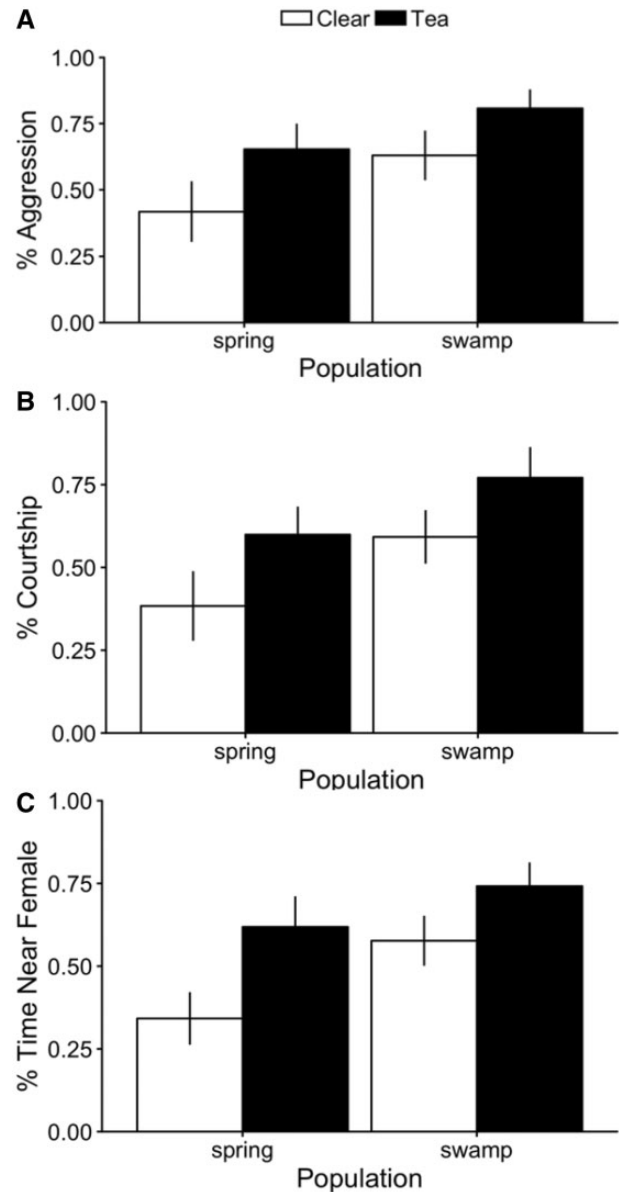 A
Clear Tea
1.00
0.75
0.50
0.25
0.00
% Aggression
spring swamp
Population
B
1.00
0.75
0.50
0.25
0.00
% Courtship
spring swamp
Population
C
1.00
0.75
0.50
0.25
0.00
% Time Near Female
spring swamp
Population